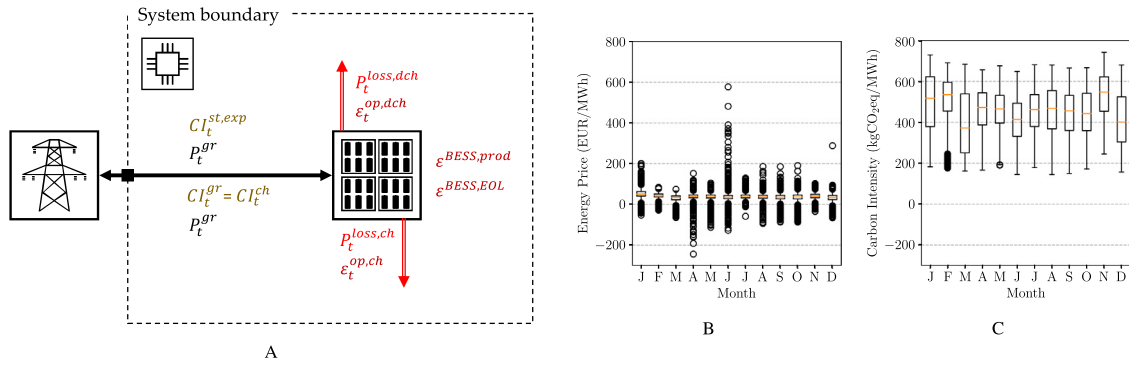 System boundary
P_t^{loss,dch}
ε_t^{op,dch}
CI_t^{st,exp}
P_t^{gr}
ε^{BESS,prod}
ε^{BESS,EOL}
CI_t^{gr} = CI_t^{ch}
P_t^{gr}
P_t^{loss,ch}
ε_t^{op,ch}
A
Energy Price (EUR/MWh)
800
600
400
200
0
−200
J F M A M J J A S O N D
Month
B
Carbon Intensity (kgCO₂eq/MWh)
800
600
400
200
0
−200
J F M A M J J A S O N D
Month
C